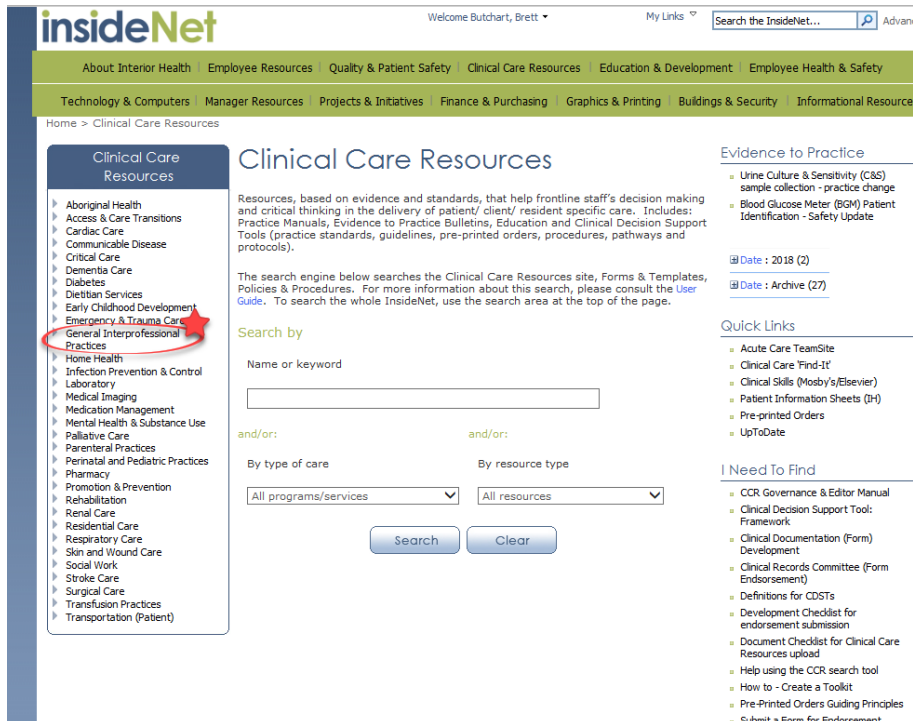 insideNet
Welcome Butchart, Brett
My Links
Search the InsideNet...
About Interior Health
Employee Resources
Quality & Patient Safety
Clinical Care Resources
Education & Development
Employee Health & Safety
Technology & Computers
Manager Resources
Projects & Initiatives
Finance & Purchasing
Graphics & Printing
Buildings & Security
Informational Resource
Home > Clinical Care Resources
Clinical Care
Resources
Aboriginal Health
Access & Care Transitions
Cardiac Care
Communicable Disease
Critical Care
Dementia Care
Diabetes
Dietitian Services
Early Childhood Development
Emergency & Trauma Care
General Interprofessional
Practices
Home Health
Infection Prevention & Control
Laboratory
Medical Imaging
Medication Management
Mental Health & Substance Use
Palliative Care
Parenteral Practices
Perinatal and Pediatric Practices
Pharmacy
Promotion & Prevention
Rehabilitation
Renal Care
Residential Care
Respiratory Care
Skin and Wound Care
Social Work
Stroke Care
Surgical Care
Transfusion Practices
Transportation (Patient)
Clinical Care Resources
Resources, based on evidence and standards, that help frontline staff's decision making
and critical thinking in the delivery of patient/ client/ resident specific care. Includes:
Practice Manuals, Evidence to Practice Bulletins, Education and Clinical Decision Support
Tools (practice standards, guidelines, pre-printed orders, procedures, pathways and
protocols).
The search engine below searches the Clinical Care Resources site, Forms & Templates,
Policies & Procedures. For more information about this search, please consult the User
Guide. To search the whole InsideNet, use the search area at the top of the page.
Search by
Name or keyword
and/or:
and/or:
By type of care
By resource type
All programs/services
All resources
Search
Clear
Evidence to Practice
Urine Culture & Sensitivity (C&S)
sample collection - practice change
Blood Glucose Meter (BGM) Patient
Identification - Safety Update
Date : 2018 (2)
Date : Archive (27)
Quick Links
Acute Care TeamSite
Clinical Care 'Find-It'
Clinical Skills (Mosby's/Elsevier)
Patient Information Sheets (IH)
Pre-printed Orders
UpToDate
I Need To Find
CCR Governance & Editor Manual
Clinical Decision Support Tool:
Framework
Clinical Documentation (Form)
Development
Clinical Records Committee (Form
Endorsement)
Definitions for CDSTs
Development Checklist for
endorsement submission
Document Checklist for Clinical Care
Resources upload
Help using the CCR search tool
How to - Create a Toolkit
Pre-Printed Orders Guiding Principles
Submit a Form for Endorsement